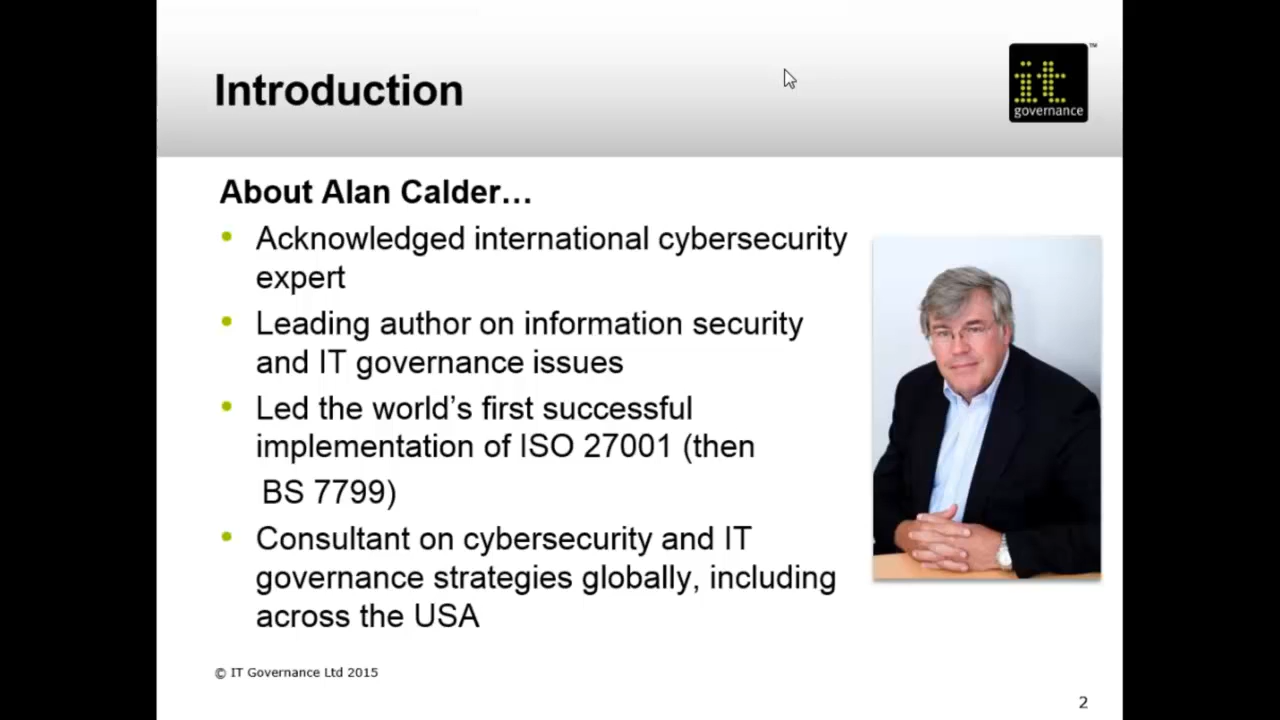 Introduction
it
governance
™
About Alan Calder…
• Acknowledged international cybersecurity
expert
• Leading author on information security
and IT governance issues
• Led the world’s first successful
implementation of ISO 27001 (then
BS 7799)
• Consultant on cybersecurity and IT
governance strategies globally, including
across the USA
© IT Governance Ltd 2015
2